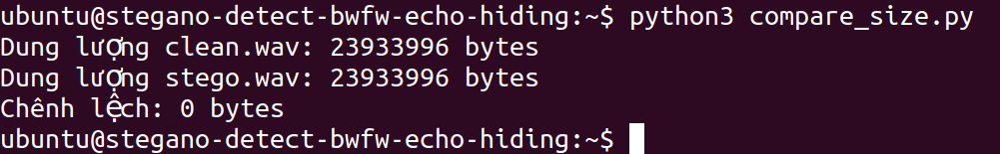 ubuntu@stegano-detect-bwfw-echo-hiding:~$ python3 compare_size.py
Dung lượng clean.wav: 23933996 bytes
Dung lượng stego.wav: 23933996 bytes
Chênh lệch: 0 bytes
ubuntu@stegano-detect-bwfw-echo-hiding:~$